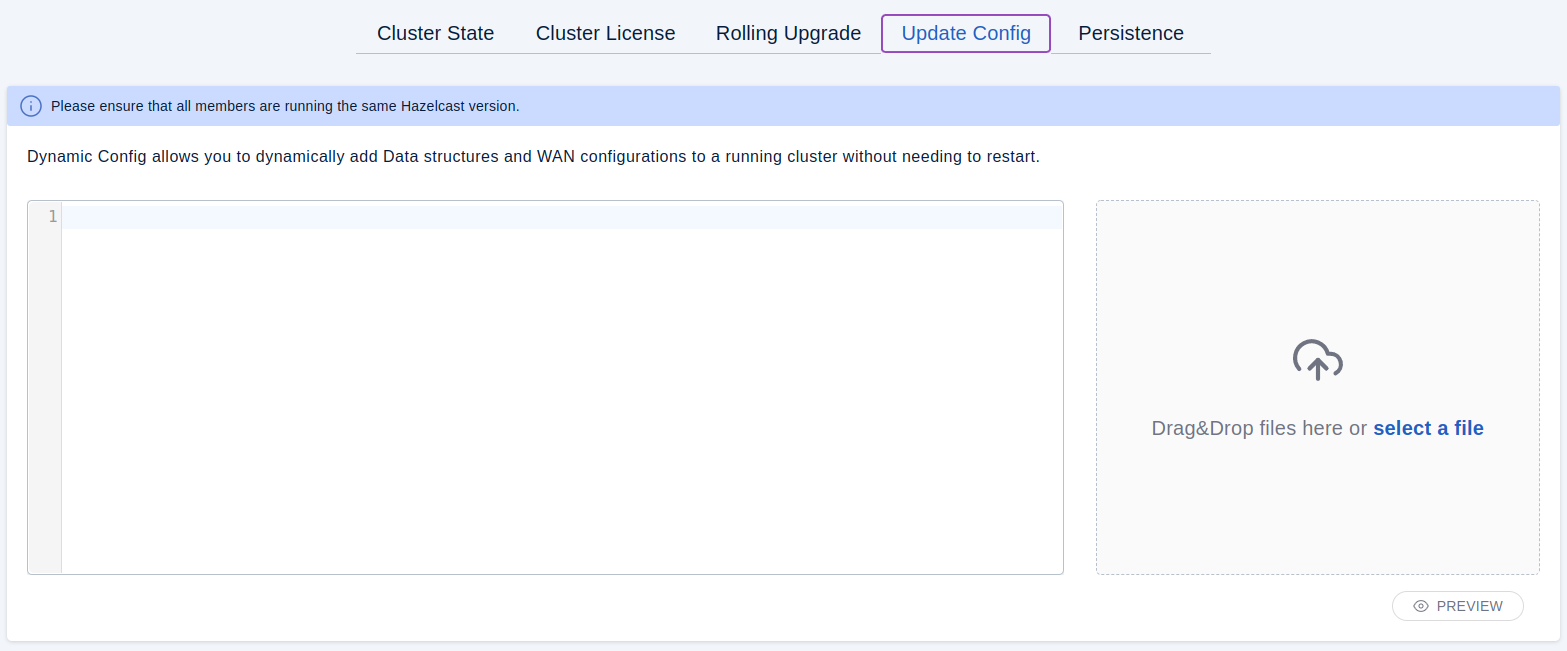 Cluster State Cluster License Rolling Upgrade Update Config Persistence
Please ensure that all members are running the same Hazelcast version.
Dynamic Config allows you to dynamically add Data structures and WAN configurations to a running cluster without needing to restart.
1
Drag&Drop files here or select a file
PREVIEW